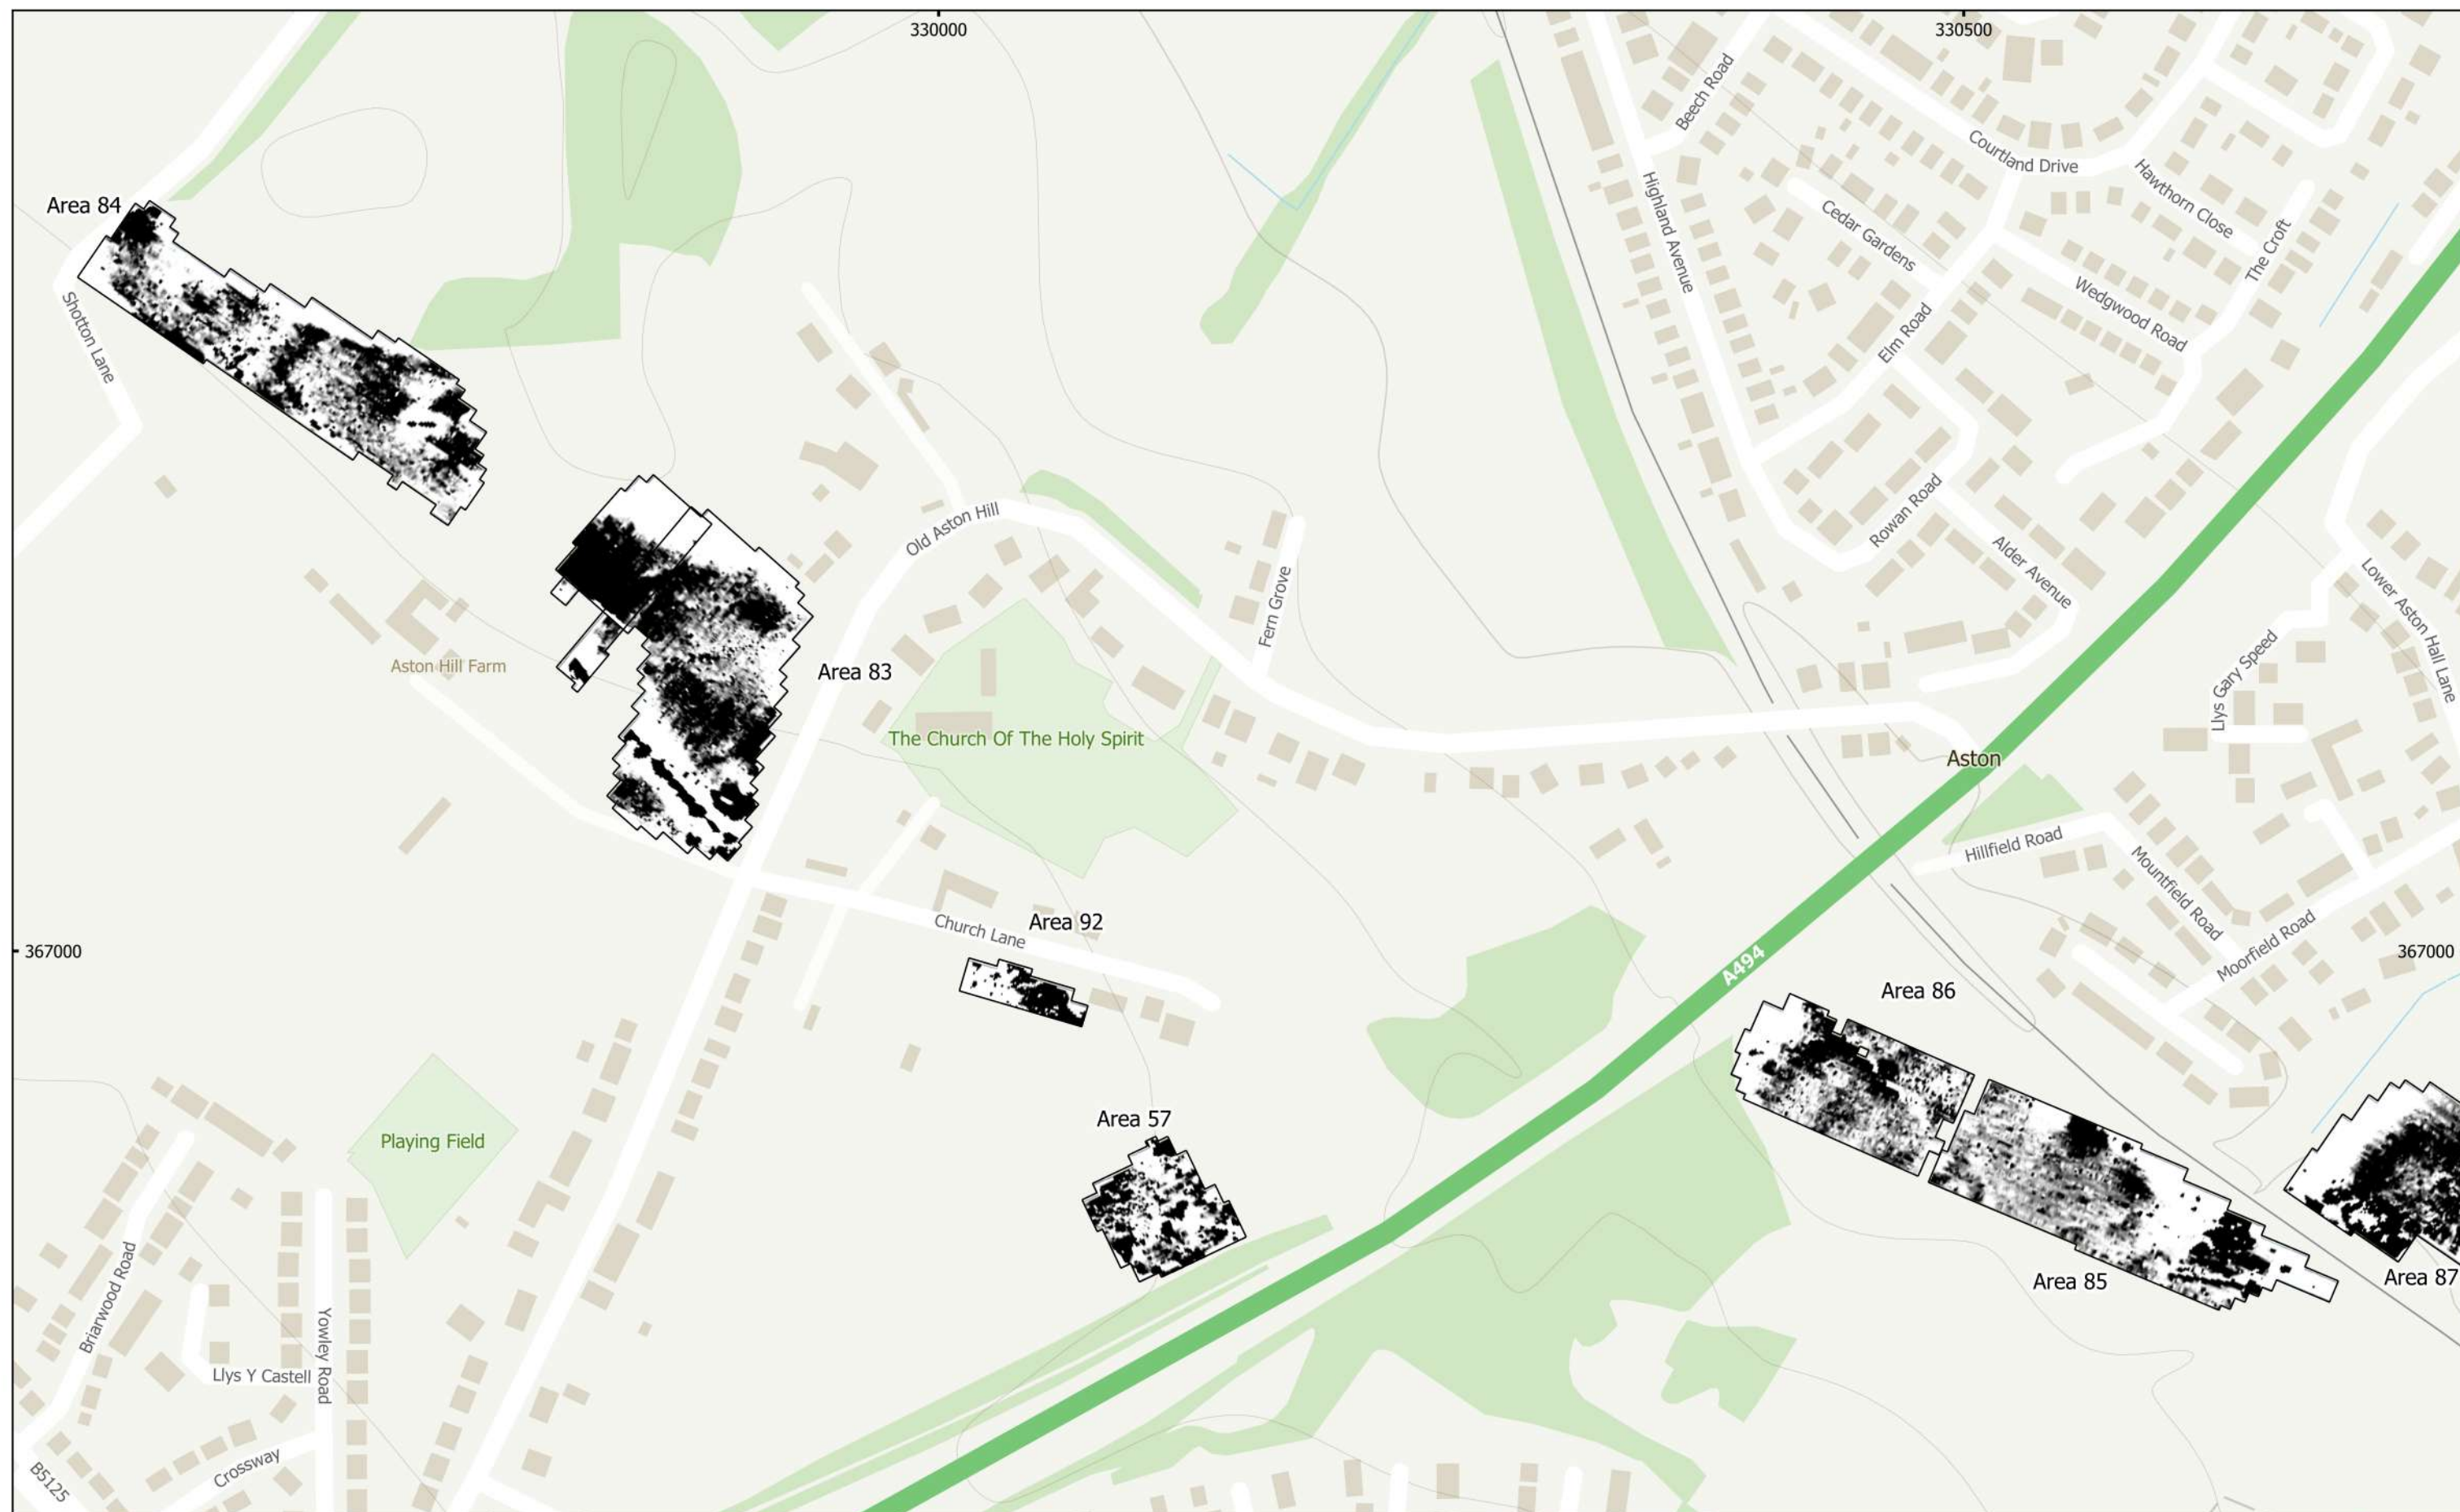 330000
330500
Beech Road
Courtland Drive
Hawthorn Close
Area 84
Highland Avenue
Cedar Gardens
The Croft
Wedgwood Road
Shotton Lane
Elm Road
Old Aston Hill
Rowan Road
Alder Avenue
Fern Grove
Lower Aston Hall Lane
Aston Hill Farm
Area 83
Llys Gary Speed
The Church Of The Holy Spirit
Aston
Hillfield Road
Mountfield Road
Area 92
Church Lane
Moorfield Road
367000
A494
367000
Area 86
Area 57
Playing Field
Area 85
Area 87
Briarwood Road
Yowley Road
Llys Y Castell
Crossway
B5125